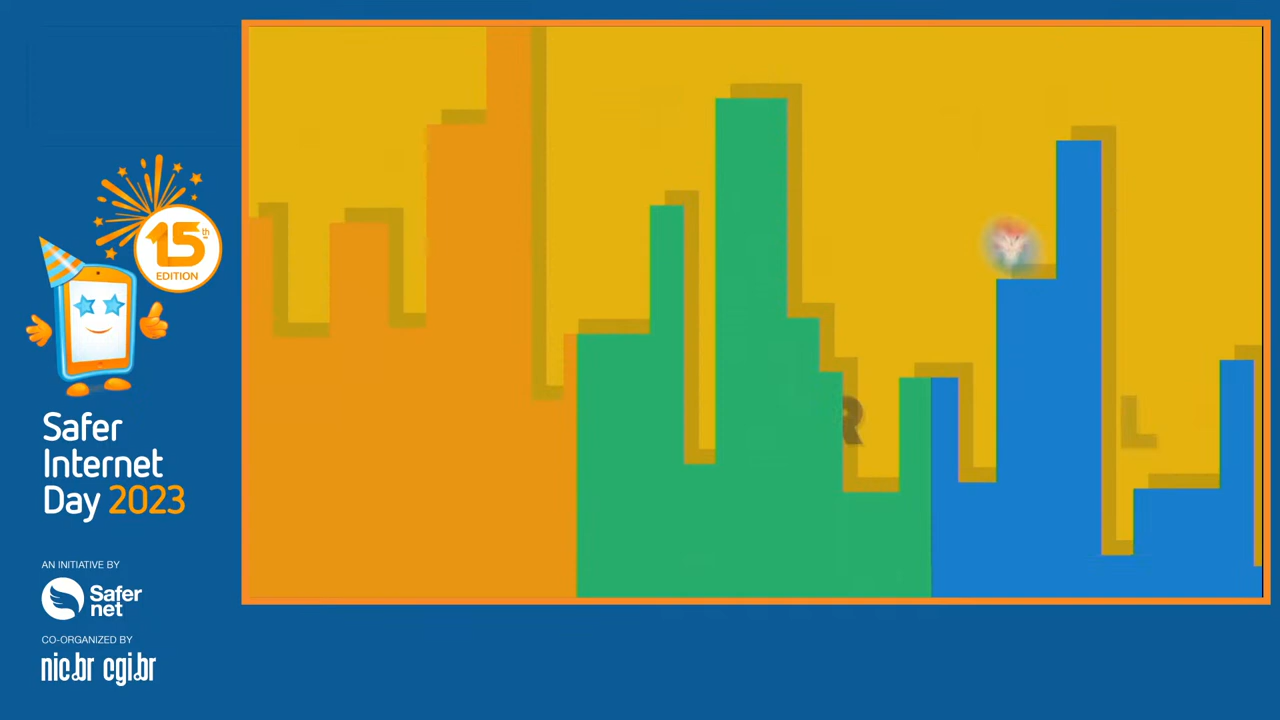 15th
EDITION
Safer
Internet
Day 2023
AN INITIATIVE BY
Safer
net
CO-ORGANIZED BY
nic.br cgi.br
R
L